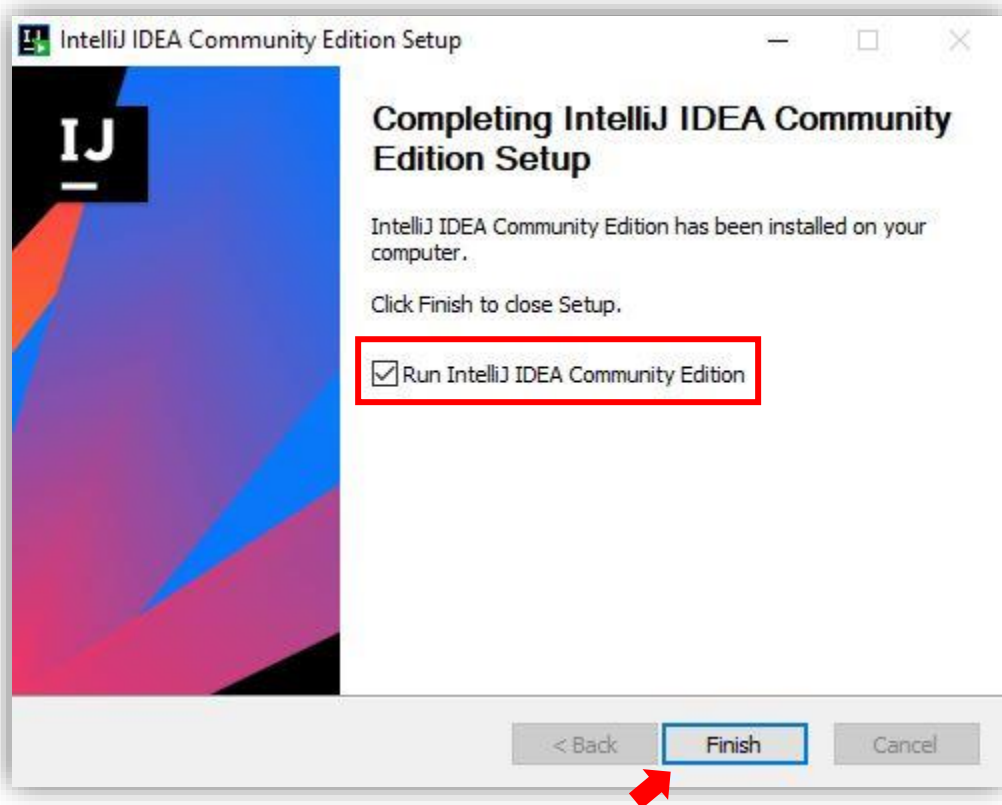 IntelliJ IDEA Community Edition Setup
IJ
Completing IntelliJ IDEA Community
Edition Setup
IntelliJ IDEA Community Edition has been installed on your
computer.
Click Finish to close Setup.
Run IntelliJ IDEA Community Edition
< Back Finish Cancel